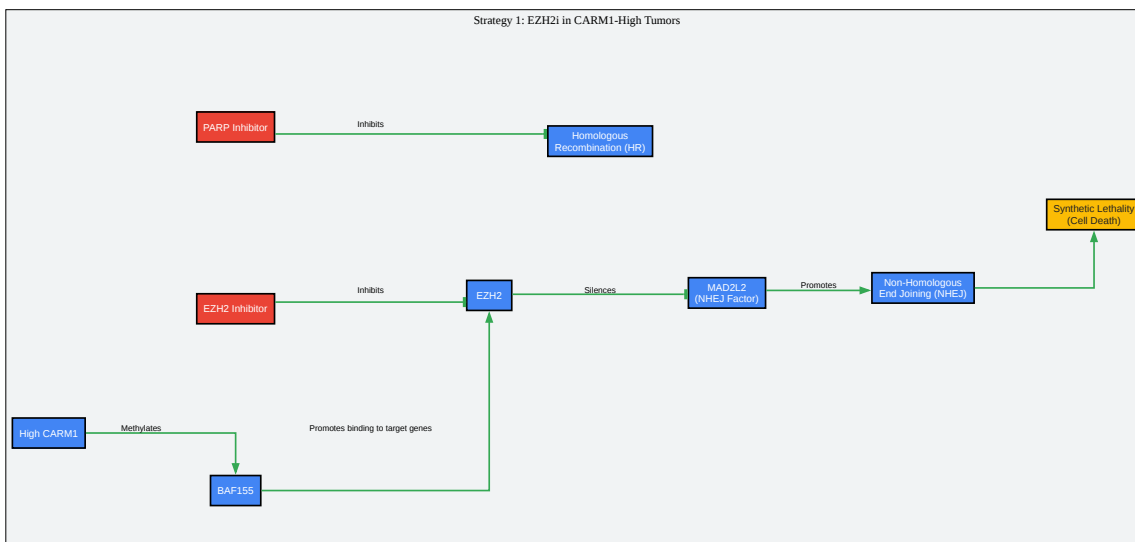 Strategy 1: EZH2i in CARM1-High Tumors
PARP Inhibitor
Inhibits
Homologous
Recombination (HR)
Synthetic Lethality
(Cell Death)
EZH2 Inhibitor
Inhibits
EZH2
Silences
MAD2L2
(NHEJ Factor)
Promotes
Non-Homologous
End Joining (NHEJ)
High CARM1
Methylates
Promotes binding to target genes
BAF155